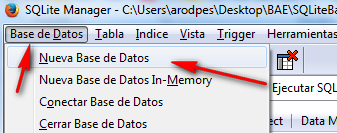 SQLite Manager - C:\Users\arodpes\Desktop\BAE\SQLiteBa
Base de Datos Tabla Indice Vista Trigger Herramientas
Nueva Base de Datos
Nueva Base de Datos In-Memory
Ejecutar SQL
Conectar Base de Datos
Cerrar Base de Datos
Data M